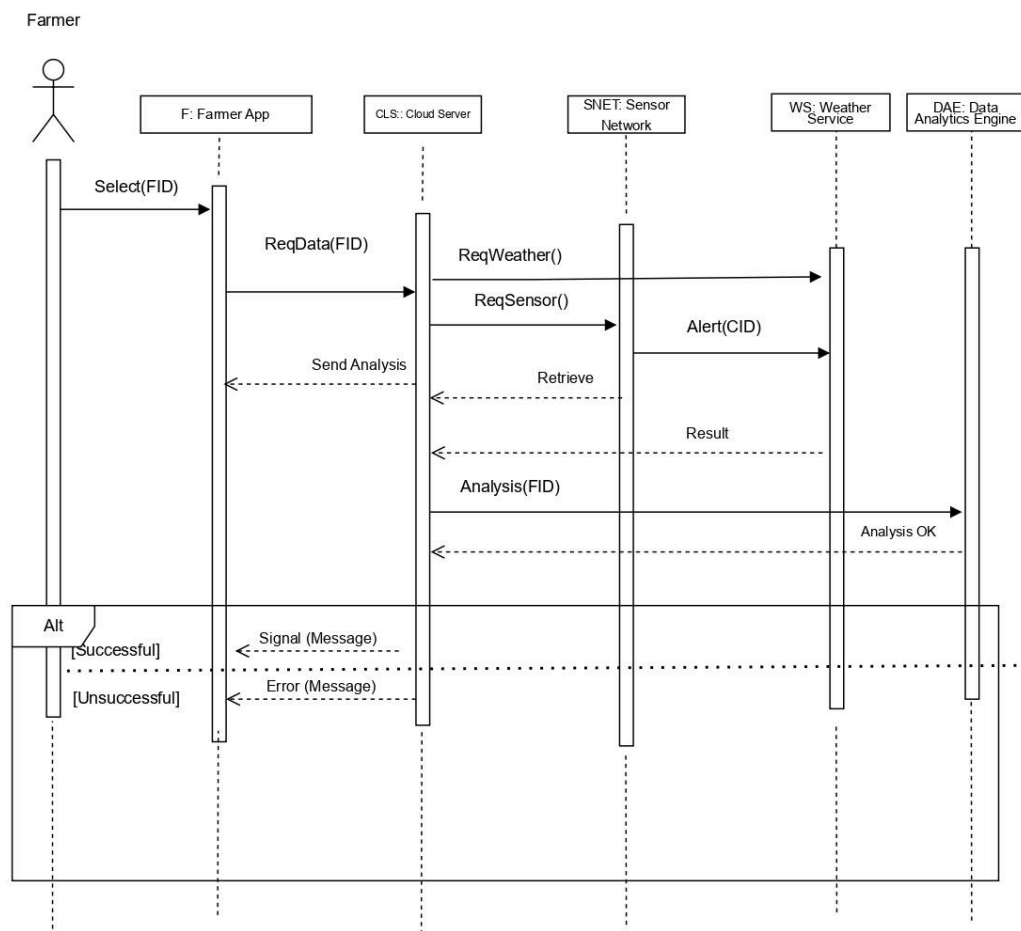 Farmer
F: Farmer App
CLS:: Cloud Server
SNET: Sensor
Network
WS: Weather
Service
DAE: Data
Analytics Engine
Select(FID)
ReqData(FID)
ReqWeather()
ReqSensor()
Alert(CID)
Send Analysis
Retrieve
Result
Analysis(FID)
Analysis OK
Alt
[Successful]
Signal (Message)
[Unsuccessful]
Error (Message)